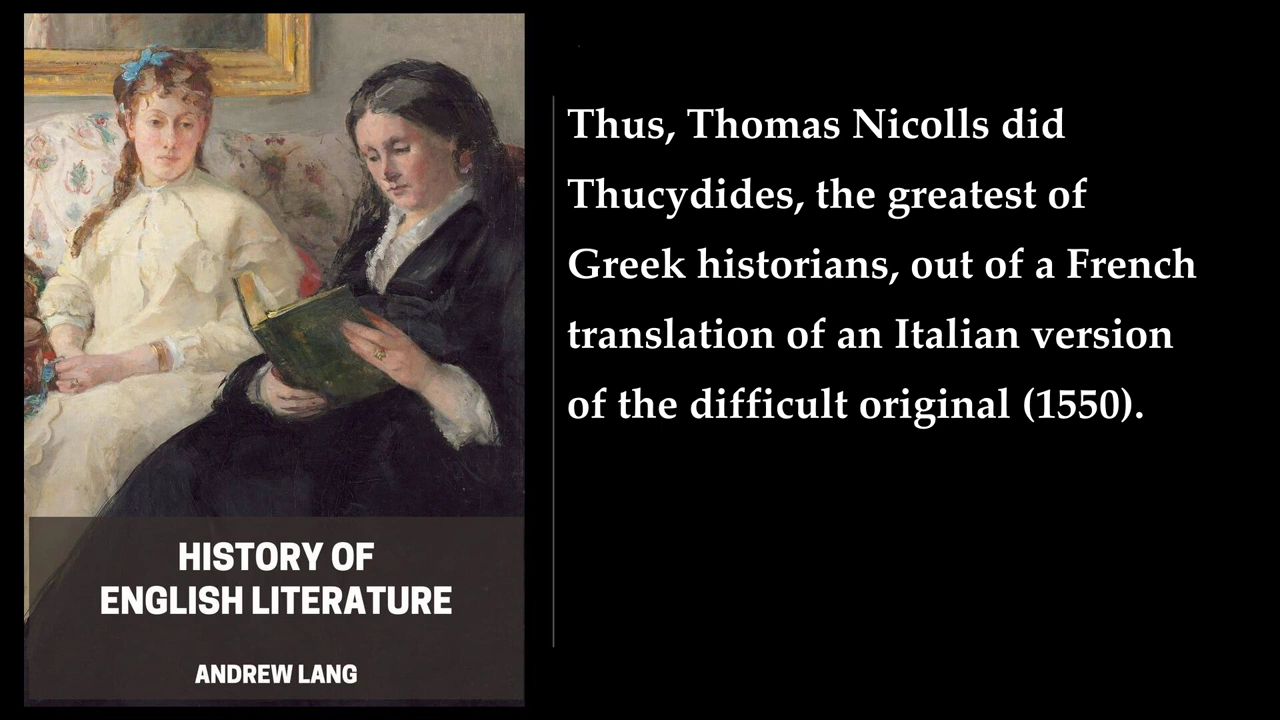 HISTORY OF
ENGLISH LITERATURE
ANDREW LANG
Thus, Thomas Nicolls did
Thucydides, the greatest of
Greek historians, out of a French
translation of an Italian version
of the difficult original (1550).